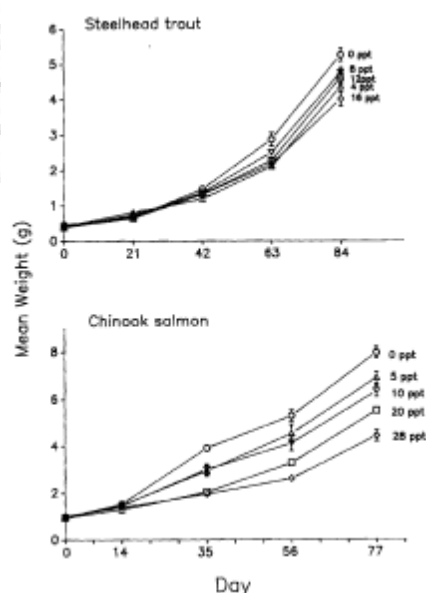 Steelhead trout
6
5
4
3
2
1
0
0 ppt
8 ppt
12ppt
4 ppt
16 ppt
0 21 42 63 84
Mean Weight (g)
Chinook salmon
8
6
4
2
0
0 ppt
5 ppt
10 ppt
20 ppt
28 ppt
0 14 35 56 77
Day